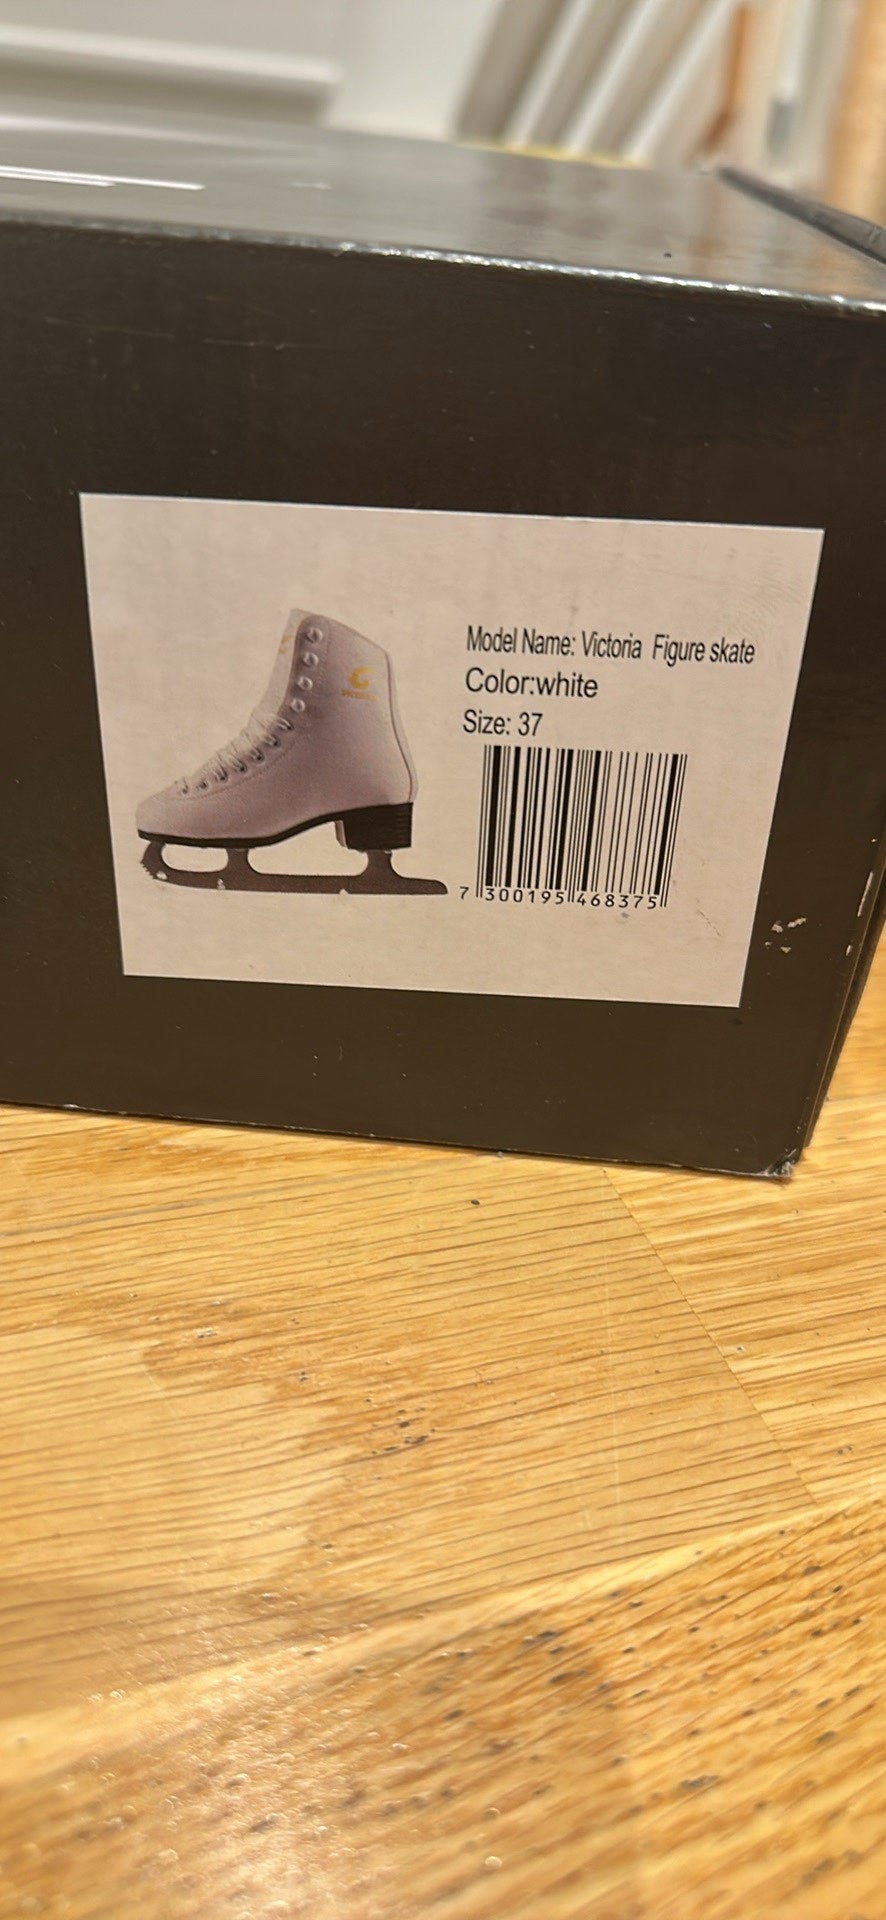 Model Name: Victoria Figure skate
Color:white
Size: 37
7 300195 468375